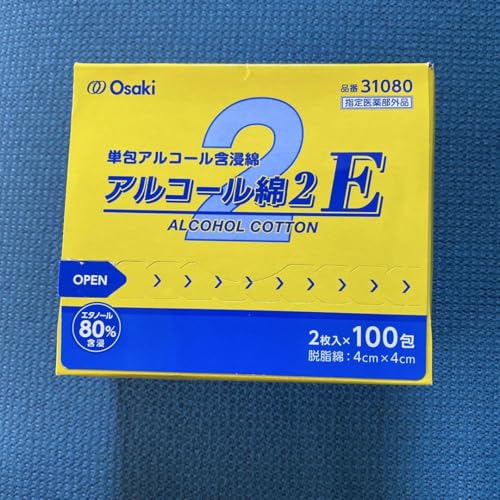 Osaki
品番 31080
指定医薬部外品
2
単包アルコール含浸綿
アルコール綿2E
ALCOHOL COTTON
OPEN
エタノール
80%
含浸
2枚入×100包
脱脂綿:4cm×4cm